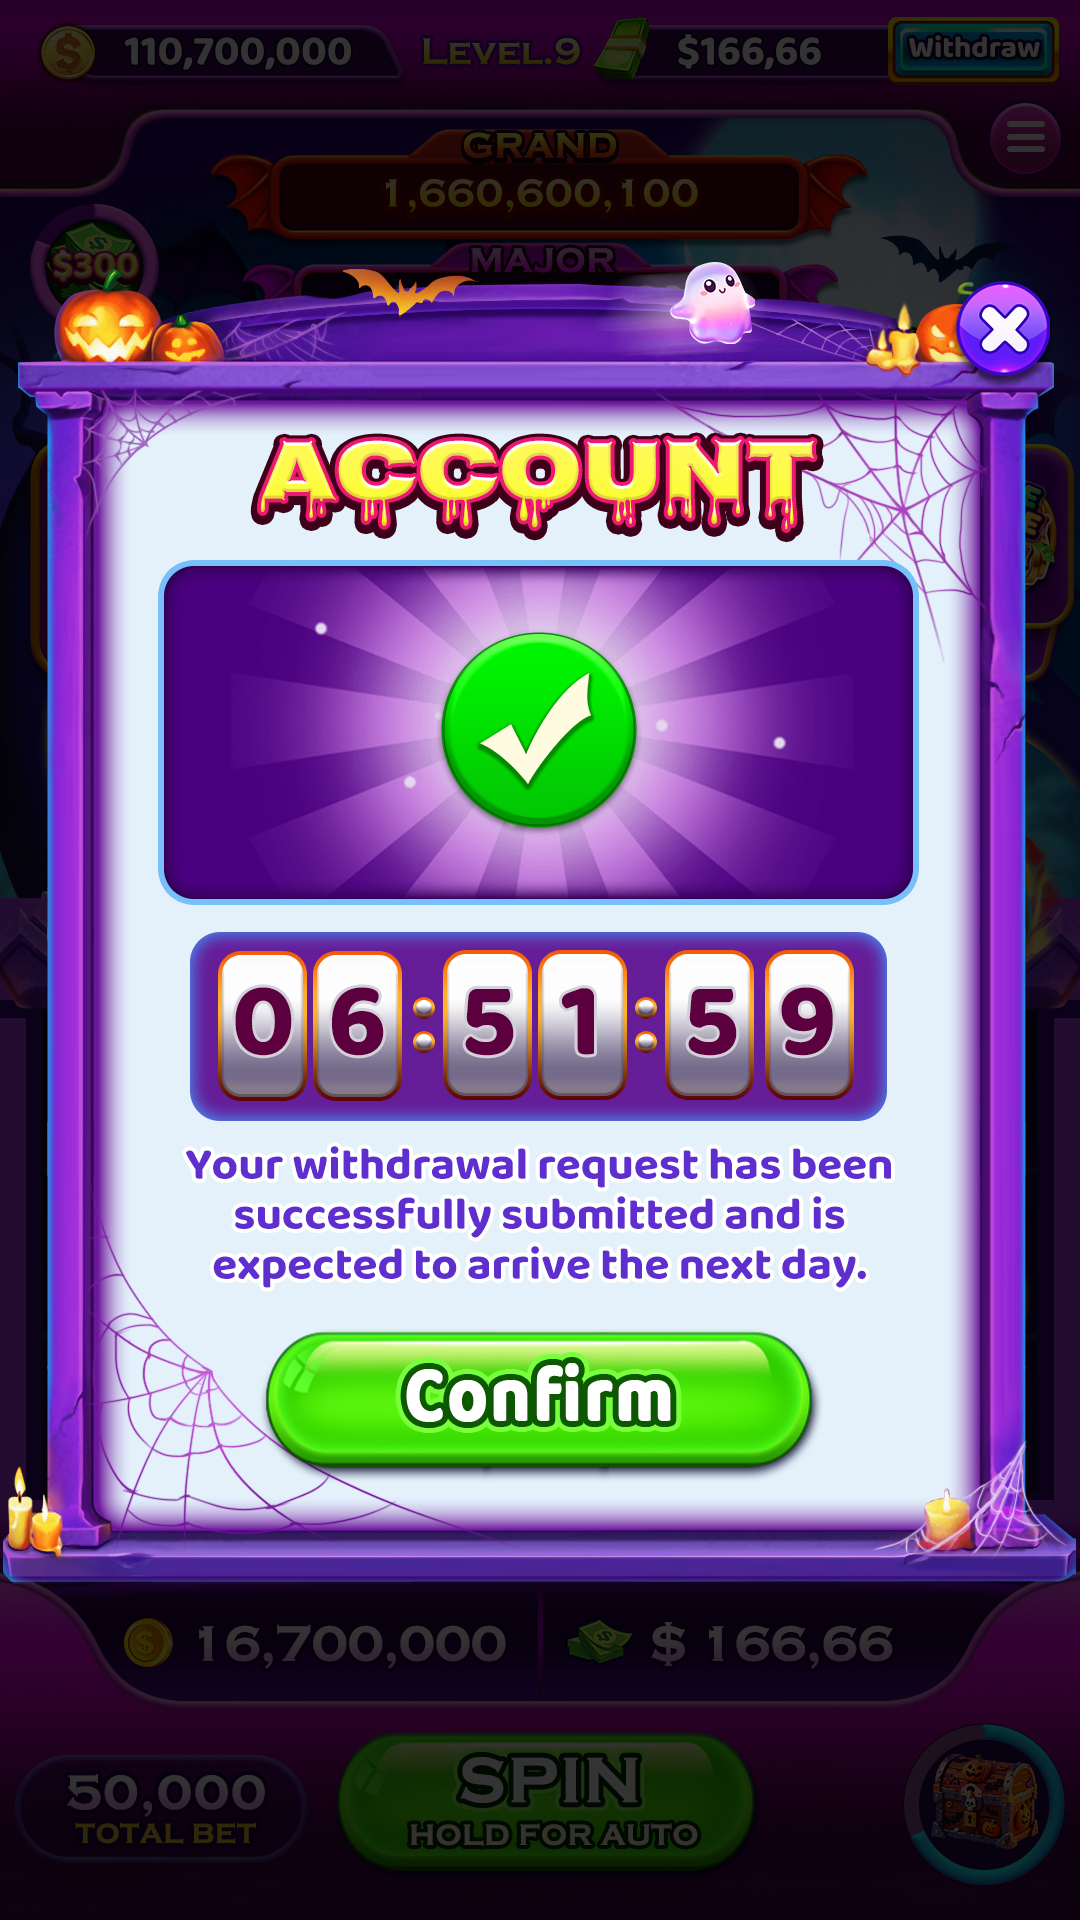 110,700,000
LEVEL.9
$166,66
Withdraw
GRAND
1,660,600,100
$300
MAJOR
ACCOUNT
06:51:59
Your withdrawal request has been
successfully submitted and is
expected to arrive the next day.
Confirm
16,700,000
$ 166,66
50,000
TOTAL BET
SPIN
HOLD FOR AUTO